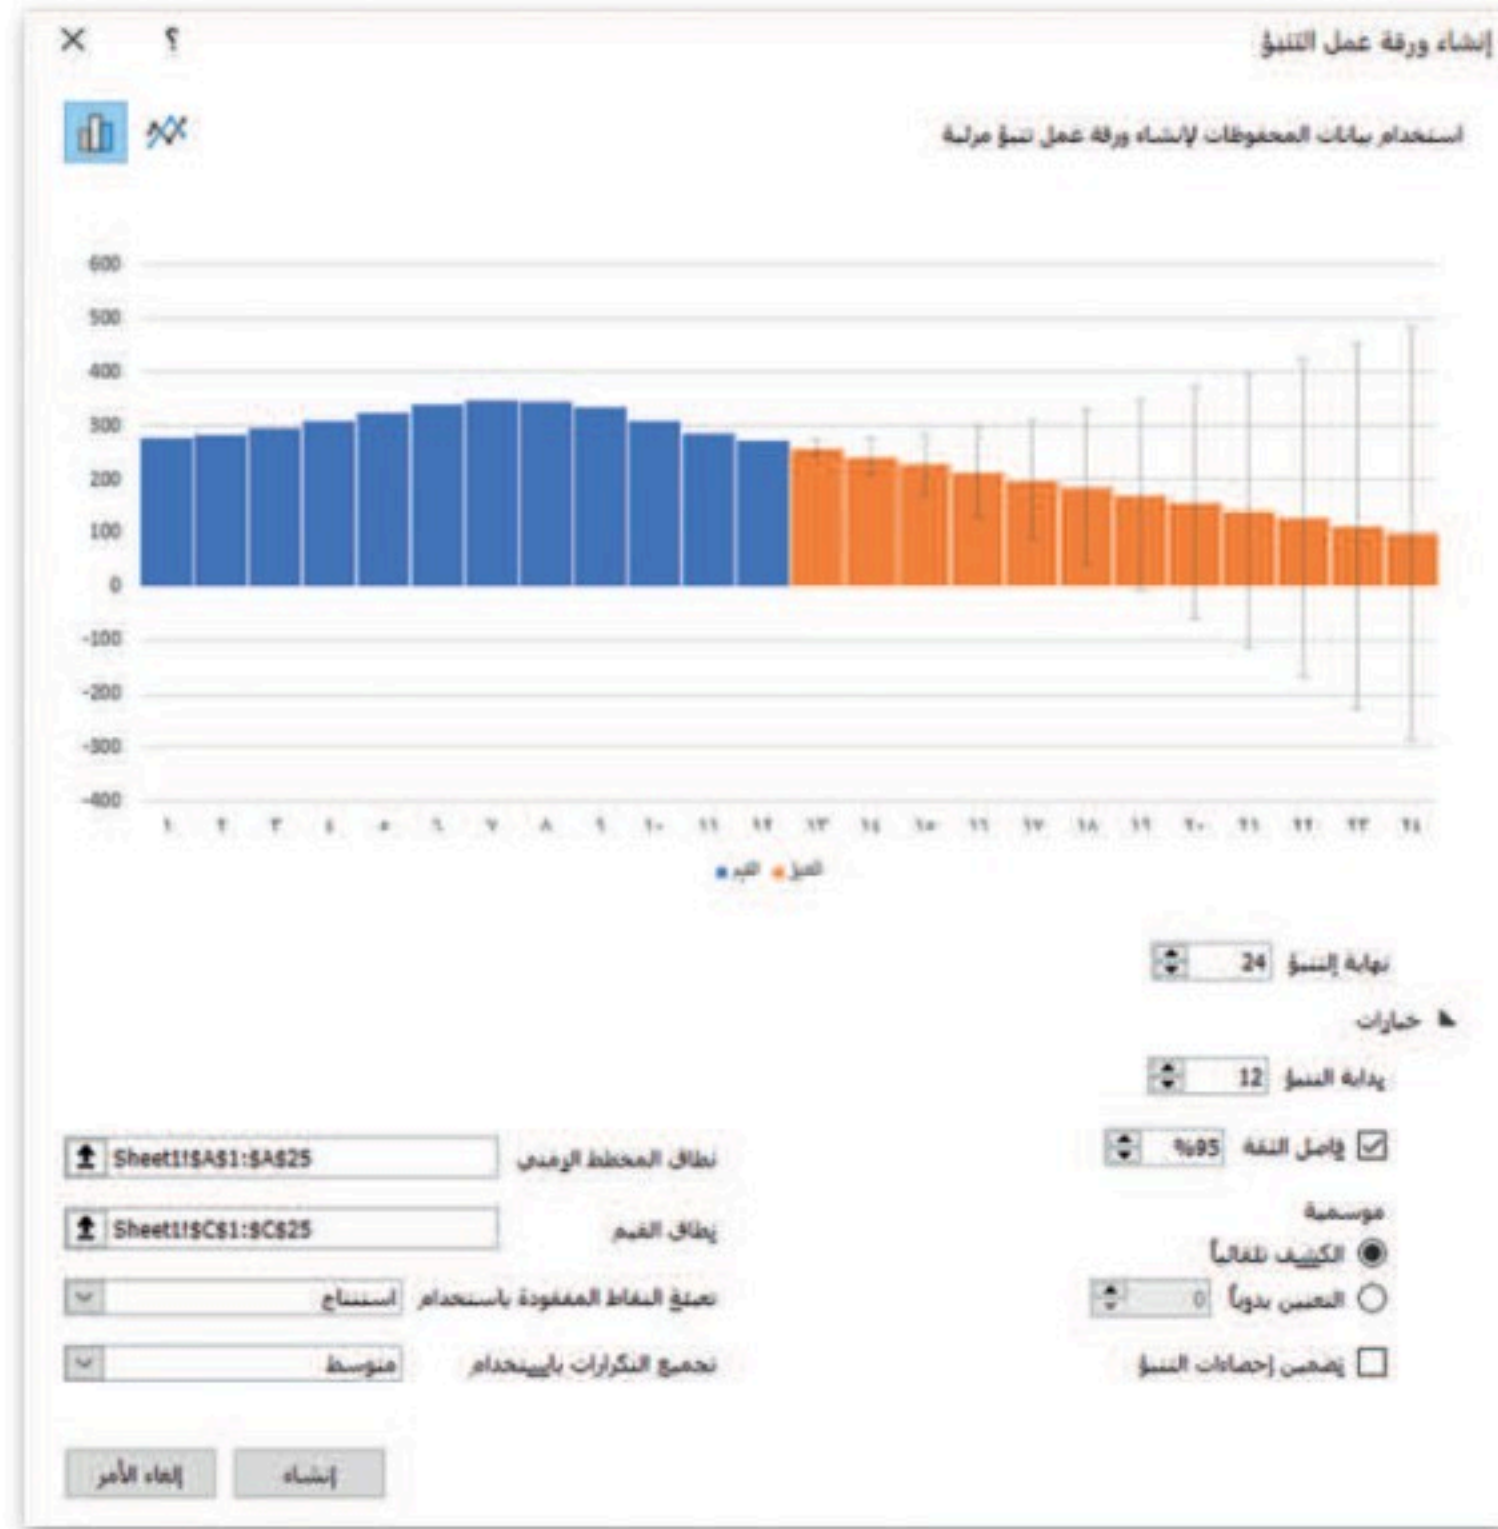 إنشاء ورقة عمل التنبؤ
؟
استخدام بيانات المحفوظات لإنشاء ورقة عمل تنبؤ مرئية
600
500
400
300
200
100
0
-100
-200
-300
-400
١ ٢ ٣ ٤ ٥ ٦ ٧ ٨ ٩ ١٠ ١١ ١٢ ١٣ ١٤ ١٥ ١٦ ١٧ ١٨ ١٩ ٢٠ ٢١ ٢٢ ٢٣ ٢٤
القيم التنبؤ
نهاية التنبؤ 24
خيارات
بداية التنبؤ 12
فاصل الثقة %95
نطاق المخطط الزمني Sheet1!$A$1:$A$25
موسمية
نطاق القيم Sheet1!$C$1:$C$25
الكشف تلقائياً
التعيين يدوياً 0
تعبئة النقاط المفقودة باستخدام استنتاج
تضمين إحصاءات التنبؤ
تجميع التكرارات باستخدام متوسط
إنشاء
إلغاء الأمر